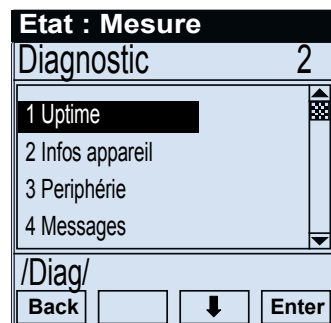 Etat : Mesure
Diagnostic 2
1 Uptime
2 Infos appareil
3 Periphérie
4 Messages
/Diag/
Back Enter